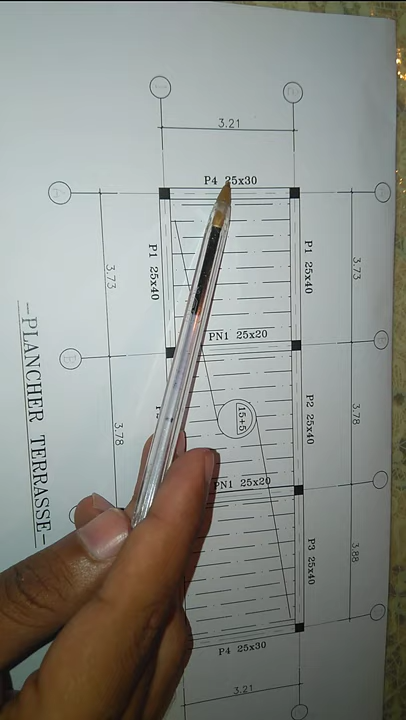 3.21
P4 25x30
P1 25x40
P1 25x40
3.73
3.73
PN1 25x20
15+5
P2 25x40
3.78
3.78
PN1 25x20
P3 25x40
3.88
P4 25x30
3.21
-PLANCHER TERRASSE-